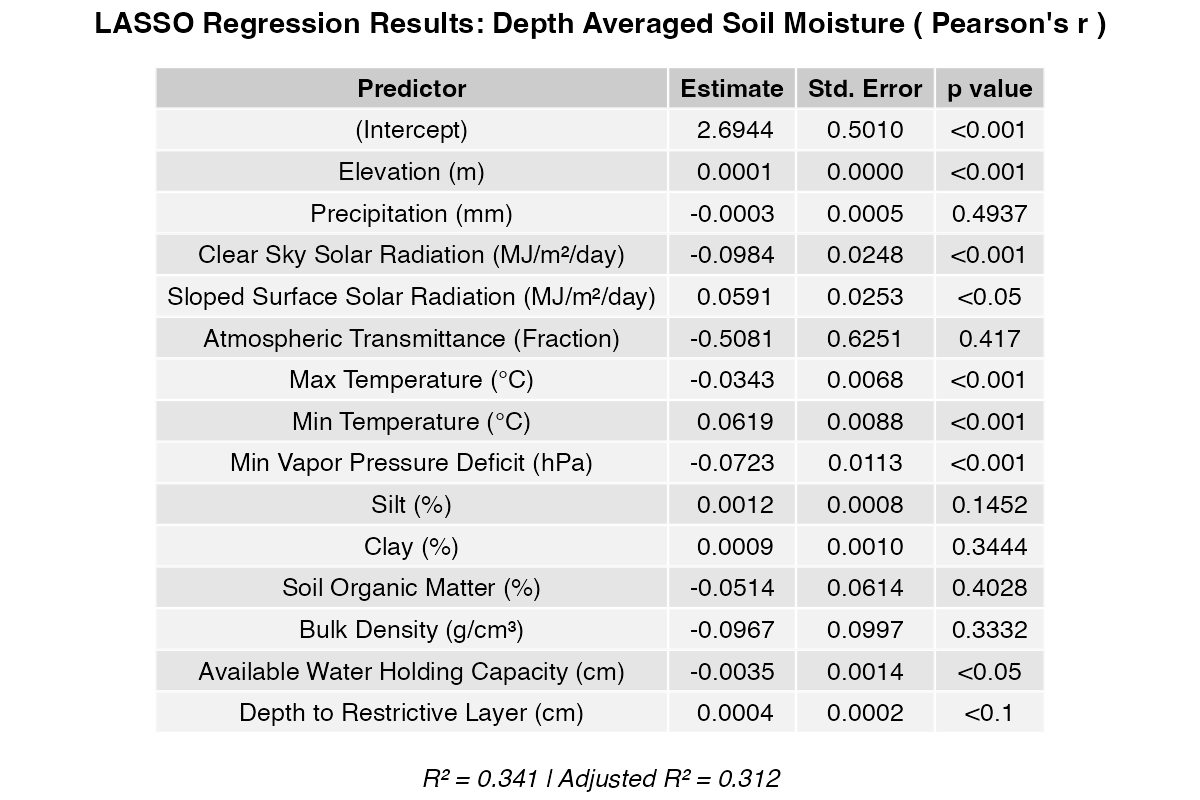 LASSO Regression Results: Depth Averaged Soil Moisture ( Pearson's r )
Predictor Estimate Std. Error p value
(Intercept) 2.6944 0.5010 <0.001
Elevation (m) 0.0001 0.0000 <0.001
Precipitation (mm) -0.0003 0.0005 0.4937
Clear Sky Solar Radiation (MJ/m²/day) -0.0984 0.0248 <0.001
Sloped Surface Solar Radiation (MJ/m²/day) 0.0591 0.0253 <0.05
Atmospheric Transmittance (Fraction) -0.5081 0.6251 0.417
Max Temperature (°C) -0.0343 0.0068 <0.001
Min Temperature (°C) 0.0619 0.0088 <0.001
Min Vapor Pressure Deficit (hPa) -0.0723 0.0113 <0.001
Silt (%) 0.0012 0.0008 0.1452
Clay (%) 0.0009 0.0010 0.3444
Soil Organic Matter (%) -0.0514 0.0614 0.4028
Bulk Density (g/cm³) -0.0967 0.0997 0.3332
Available Water Holding Capacity (cm) -0.0035 0.0014 <0.05
Depth to Restrictive Layer (cm) 0.0004 0.0002 <0.1
R² = 0.341 | Adjusted R² = 0.312